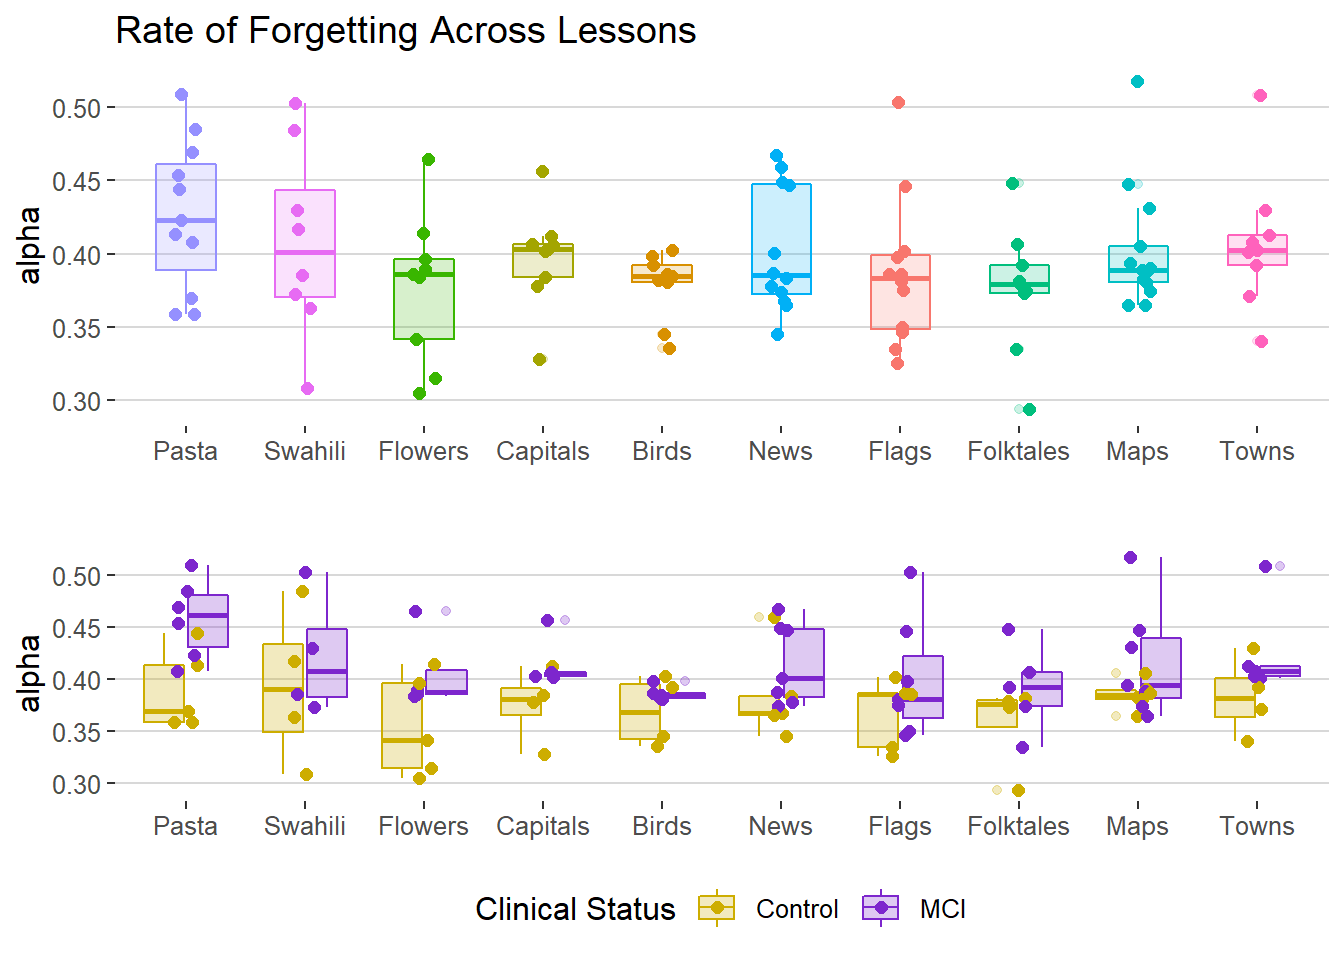 Rate of Forgetting Across Lessons
alpha
0.50
0.45
0.40
0.35
0.30
Pasta Swahili Flowers Capitals Birds News Flags Folktales Maps Towns
alpha
0.50
0.45
0.40
0.35
0.30
Pasta Swahili Flowers Capitals Birds News Flags Folktales Maps Towns
Clinical Status Control MCI